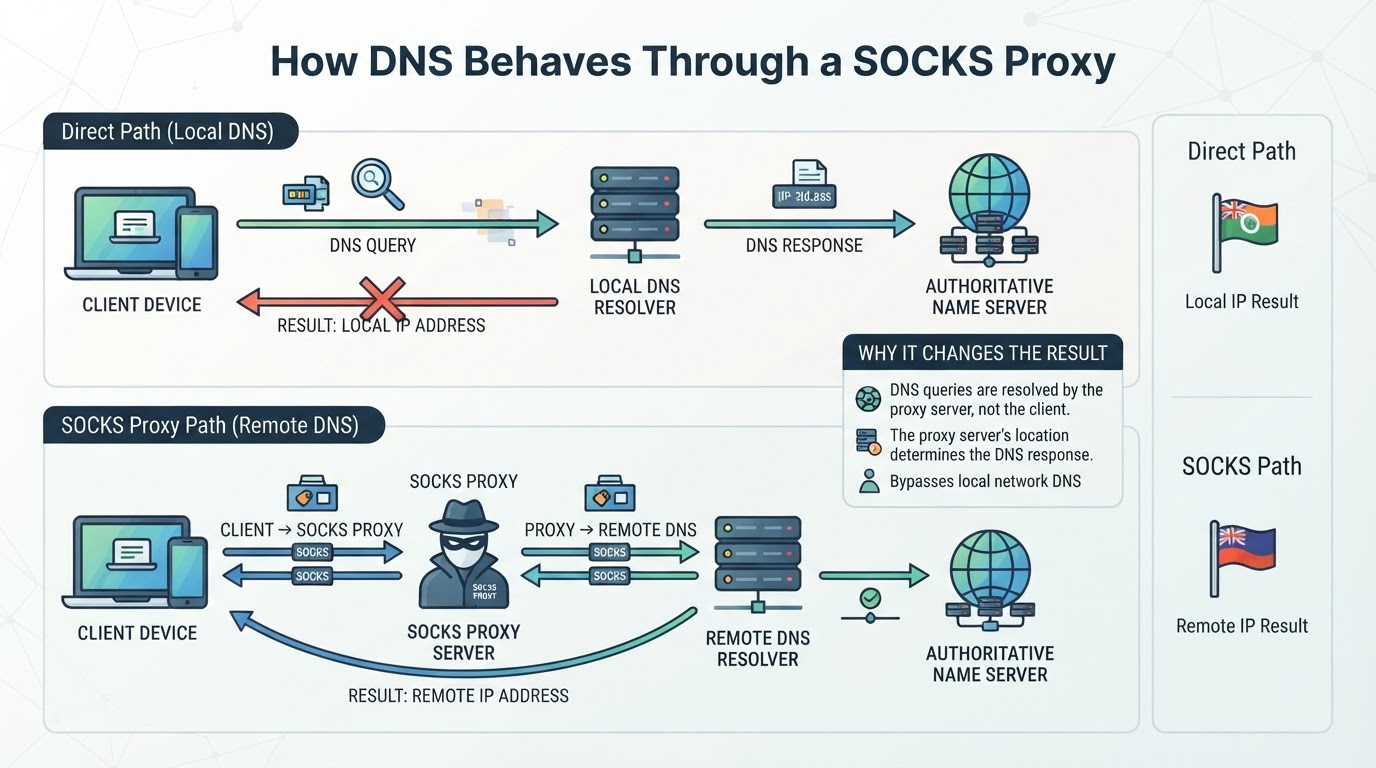 How DNS Behaves Through a SOCKS Proxy
Direct Path (Local DNS)
DNS QUERY
DNS RESPONSE
CLIENT DEVICE
LOCAL DNS
RESOLVER
AUTHORITATIVE
NAME SERVER
RESULT: LOCAL IP ADDRESS
WHY IT CHANGES THE RESULT
DNS queries are resolved by the
proxy server, not the client.
The proxy server's location
determines the DNS response.
Bypasses local network DNS
SOCKS Proxy Path (Remote DNS)
SOCKS PROXY
CLIENT → SOCKS PROXY
PROXY → REMOTE DNS
SOCKS
SOCKS
SOCKS
SOCKS
CLIENT DEVICE
SOCKS PROXY
SERVER
REMOTE DNS
RESOLVER
AUTHORITATIVE
NAME SERVER
RESULT: REMOTE IP ADDRESS
Direct Path
Local IP Result
SOCKS Path
Remote IP Result